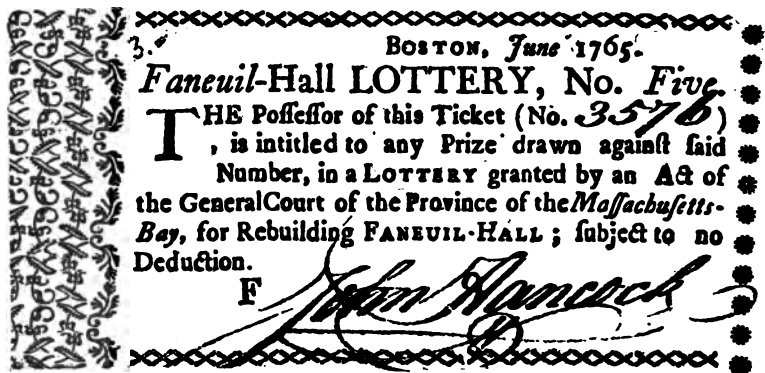 3.
BOSTON, June 1765.
Faneuil-Hall LOTTERY, No. Five.
THE Poſſeſſor of this Ticket (No. 3576)
, is intitled to any Prize drawn againſt ſaid
Number, in a LOTTERY granted by an Act of
the General Court of the Province of the Maſſachuſetts-
Bay, for Rebuilding FANEUIL-HALL; ſubject to no
Deduction.
F John Hancock